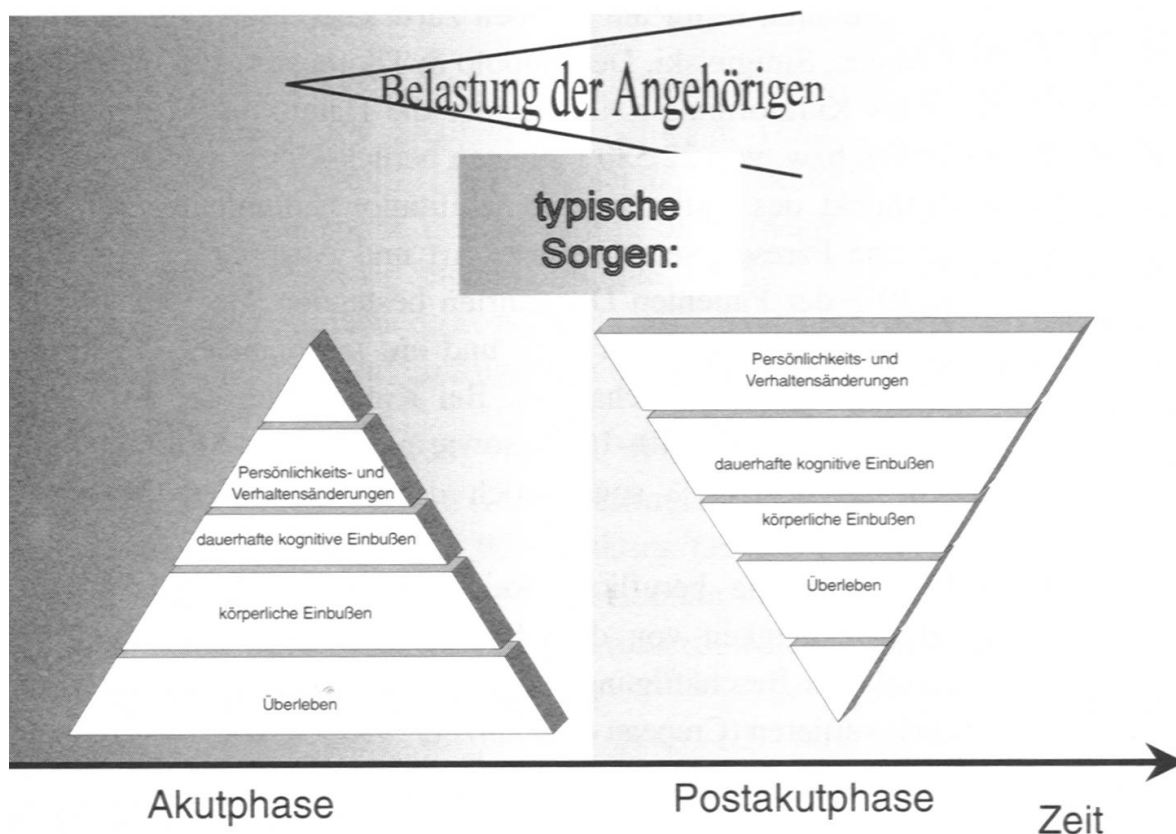 Belastung der Angehörigen
typische
Sorgen:
Persönlichkeits- und
Verhaltensänderungen
dauerhafte kognitive Einbußen
körperliche Einbußen
Überleben
Persönlichkeits- und
Verhaltensänderungen
dauerhafte kognitive Einbußen
körperliche Einbußen
Überleben
Akutphase
Postakutphase
Zeit